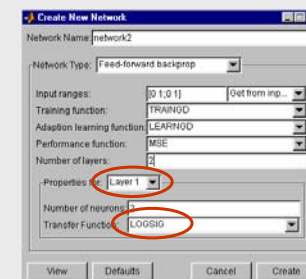 Create New Network
Network Name: network2
Network Type: Feed-forward backprop
Input ranges: [0 1;0 1] Get from inp...
Training function: TRAINGD
Adaption learning function: LEARNGD
Performance function: MSE
Number of layers: 2
Properties for: Layer 1
Number of neurons: 2
Transfer Function: LOGSIG
View Defaults Cancel Create